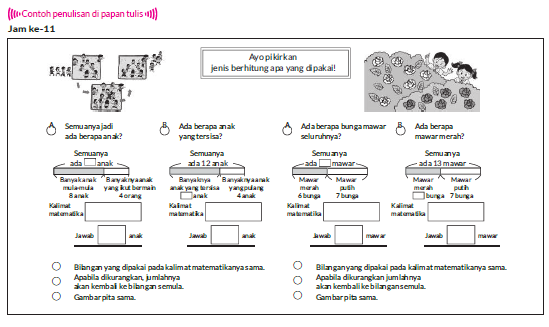 Contoh penulisan di papan tulis
Jam ke-11
Ayo pikirkan
jenis berhitung apa yang dipakai!
A
Semuanya jadi
ada berapa anak?
B
Ada berapa anak
yang tersisa?
A
Ada berapa bunga mawar
seluruhnya?
B
Ada berapa
mawar merah?
Semuanya
ada anak
Banyak anak
mula-mula
8 anak
Banyaknya anak
yang ikut bermain
4 orang
Kalimat
matematika
Jawab anak
Semuanya
ada 12 anak
Banyaknya
anak yang tersisa
anak
Banyaknya anak
yang pulang
4 anak
Kalimat
matematika
Jawab anak
Semuanya
ada mawar
Mawar
merah
6 bunga
Mawar
putih
7 bunga
Kalimat
matematika
Jawab mawar
Semuanya
ada 13 mawar
Mawar
merah
bunga
Mawar
putih
7 bunga
Kalimat
matematika
Jawab mawar
Bilangan yang dipakai pada kalimat matematikanya sama.
Apabila dikurangkan, jumlahnya
akan kembali ke bilangan semula.
Gambar pita sama.
Bilangan yang dipakai pada kalimat matematikanya sama.
Apabila dikurangkan jumlahnya
akan kembali ke bilangan semula.
Gambar pita sama.